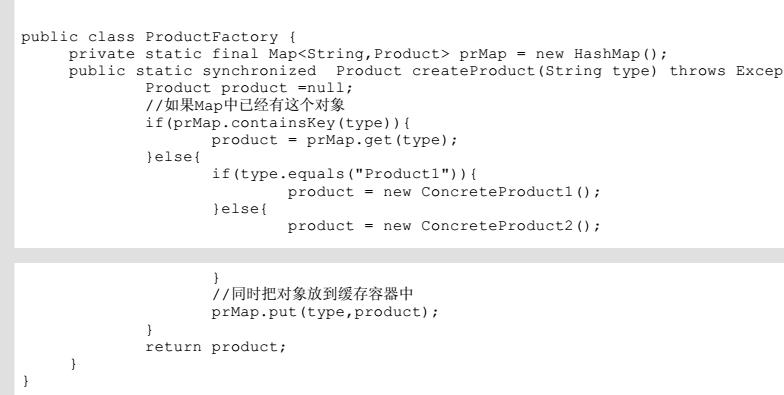 public class ProductFactory {
private static final Map<String,Product> prMap = new HashMap();
public static synchronized  Product createProduct(String type) throws Excep
Product product =null;
//如果Map中已经有这个对象
if(prMap.containsKey(type)){
product = prMap.get(type);
}else{
if(type.equals("Product1")){
product = new ConcreteProduct1();
}else{
product = new ConcreteProduct2();
}
//同时把对象放到缓存容器中
prMap.put(type,product);
}
return product;
}
}